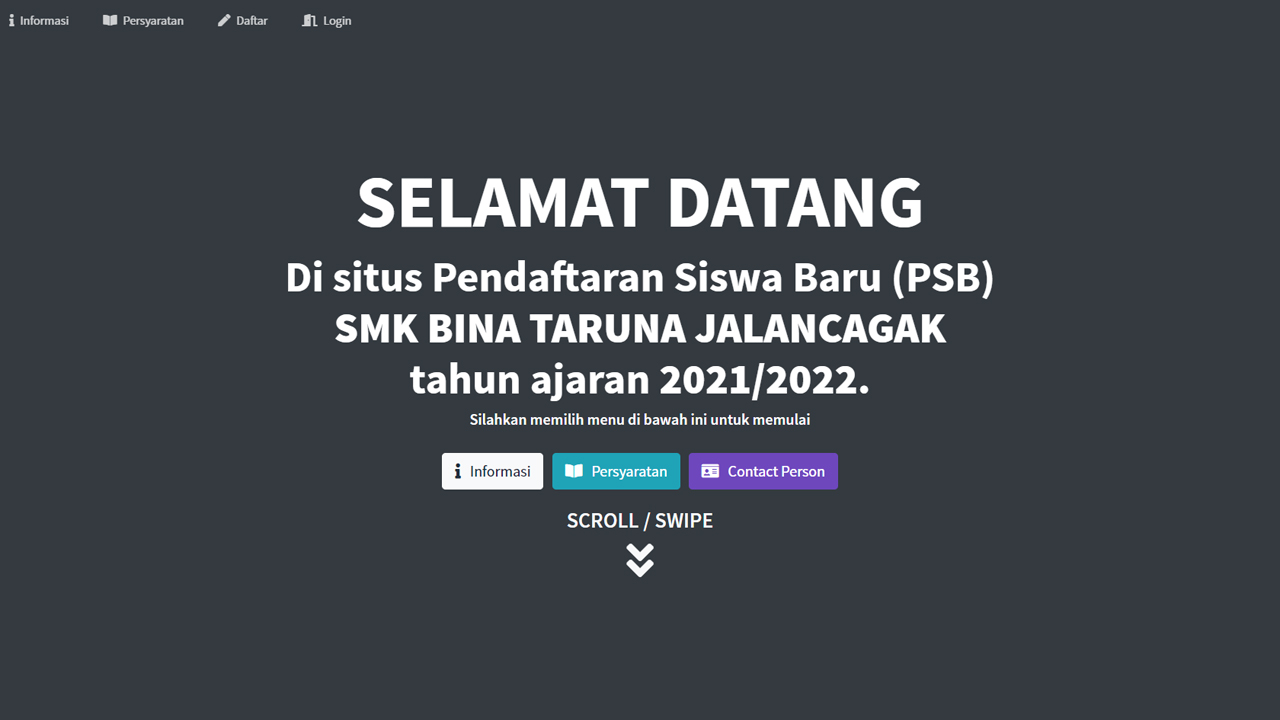 Informasi Persyaratan Daftar Login
SELAMAT DATANG
Di situs Pendaftaran Siswa Baru (PSB)
SMK BINA TARUNA JALANCAGAK
tahun ajaran 2021/2022.
Silahkan memilih menu di bawah ini untuk memulai
Informasi Persyaratan Contact Person
SCROLL / SWIPE